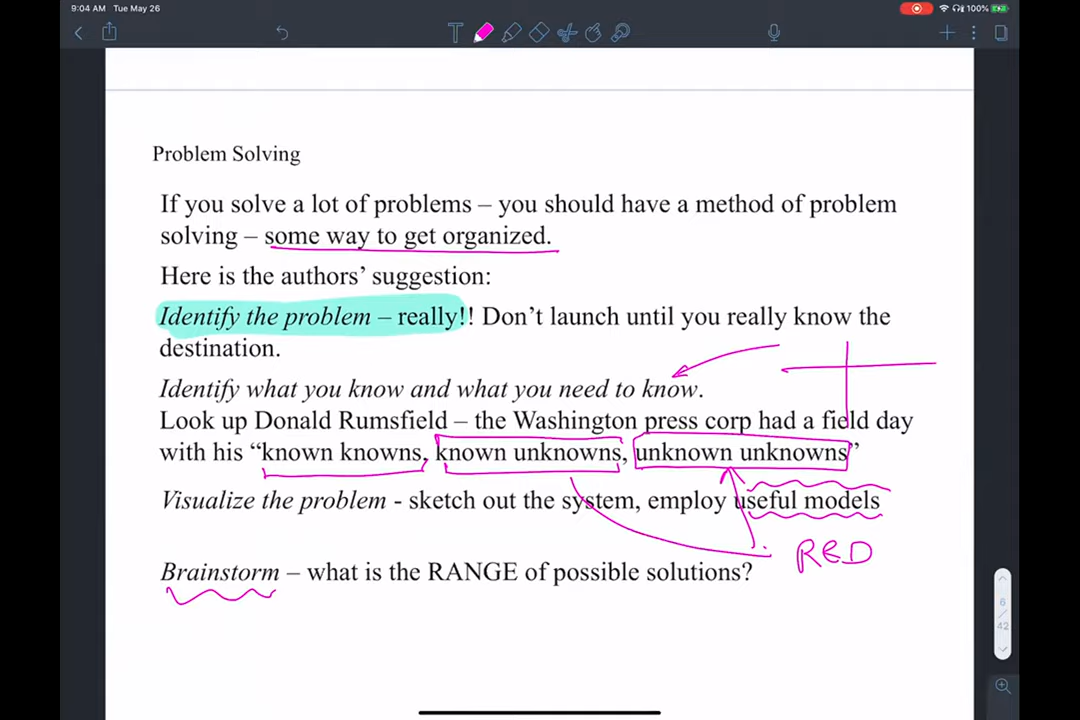 9:04 AM Tue May 26
100%
Problem Solving
If you solve a lot of problems – you should have a method of problem
solving – some way to get organized.
Here is the authors’ suggestion:
Identify the problem – really!! Don’t launch until you really know the
destination.
Identify what you know and what you need to know.
Look up Donald Rumsfield – the Washington press corp had a field day
with his “known knowns, known unknowns, unknown unknowns”
Visualize the problem - sketch out the system, employ useful models
RED
Brainstorm – what is the RANGE of possible solutions?
6
/
42